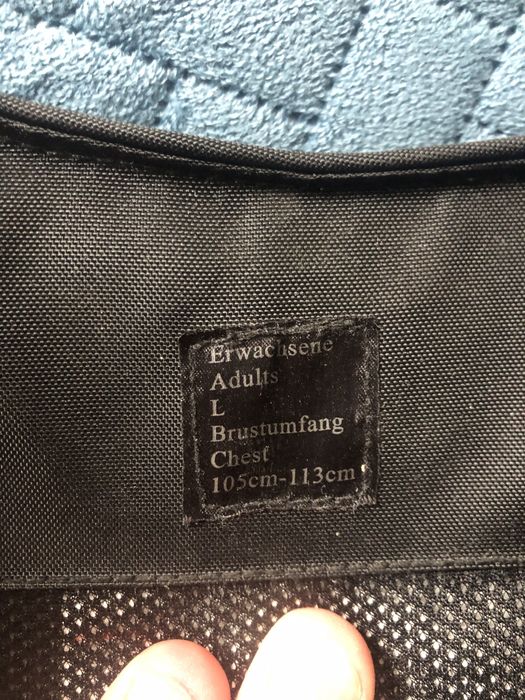 Erwachsene
Adults
L
Brustumfang
Chest
105cm-113cm